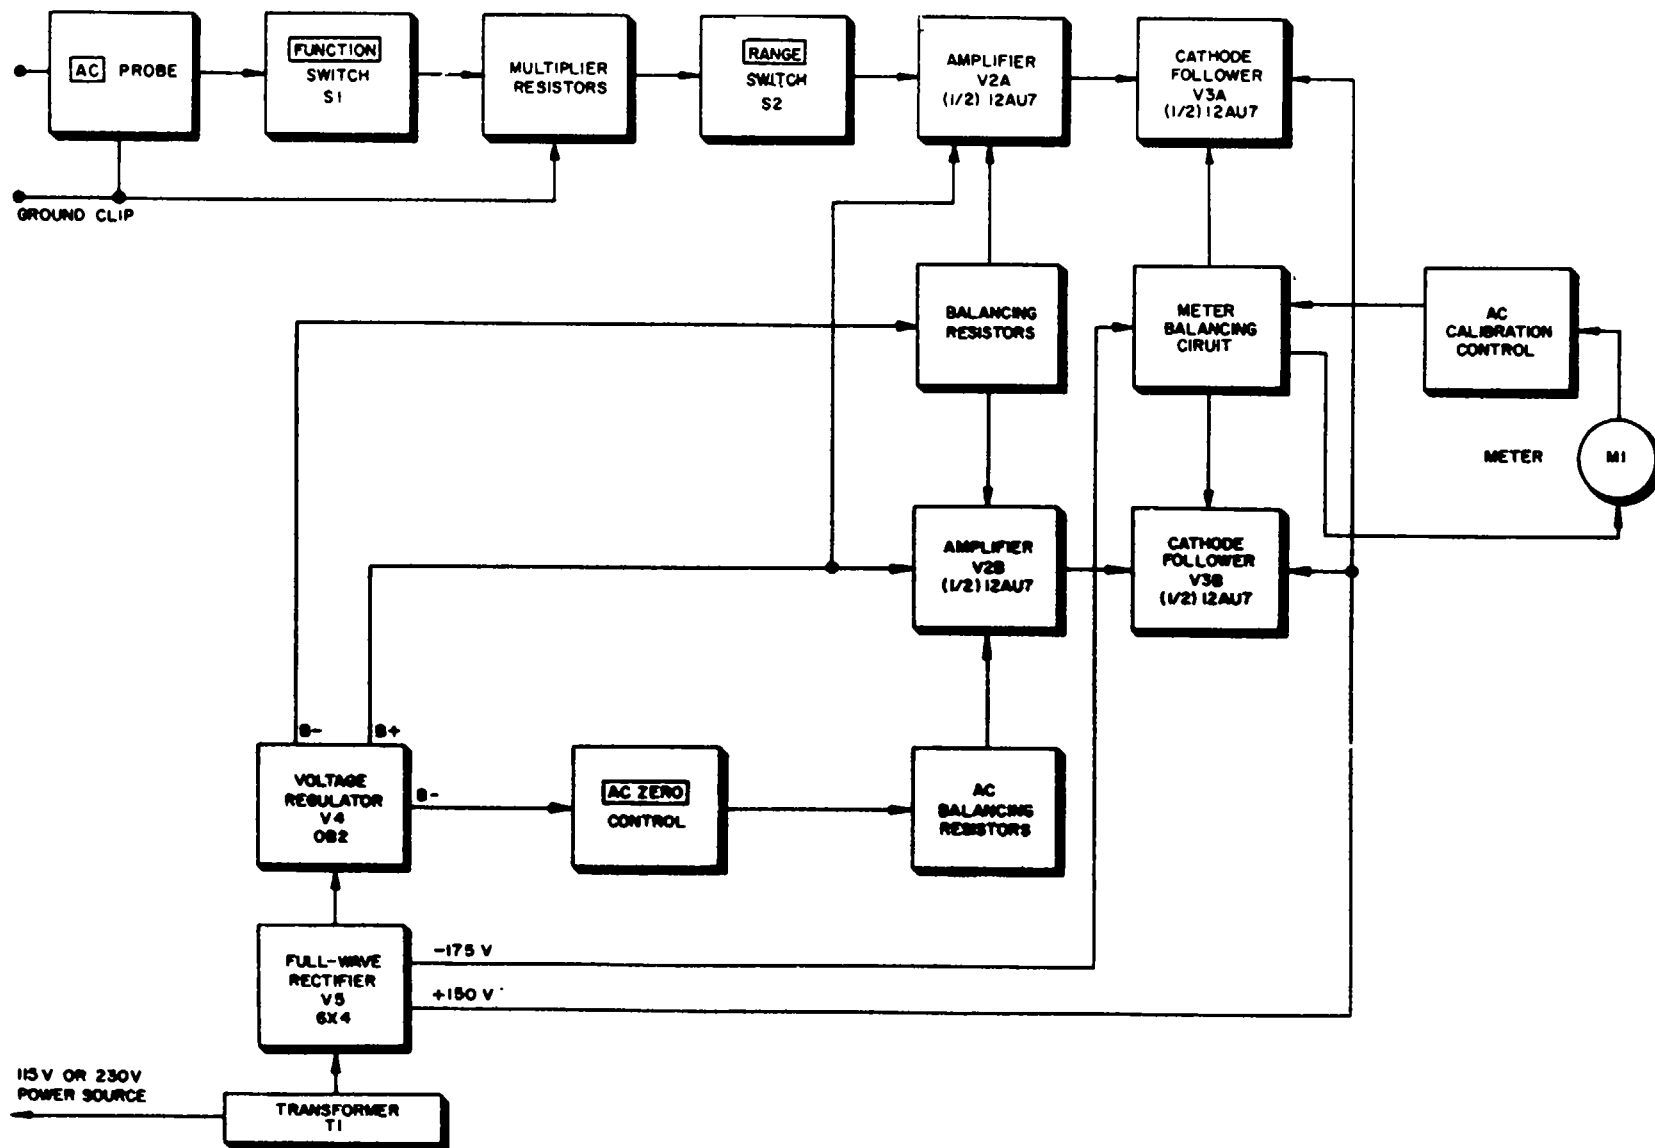 AC PROBE
FUNCTION
SWITCH
S1
MULTIPLIER
RESISTORS
RANGE
SWITCH
S2
AMPLIFIER
V2A
(1/2) 12AU7
CATHODE
FOLLOWER
V3A
(1/2) 12AU7
GROUND CLIP
BALANCING
RESISTORS
METER
BALANCING
CIRUIT
AC
CALIBRATION
CONTROL
METER
M1
AMPLIFIER
V2B
(1/2) 12AU7
CATHODE
FOLLOWER
V3B
(1/2) 12AU7
B-
B+
VOLTAGE
REGULATOR
V4
OB2
B-
AC ZERO
CONTROL
AC
BALANCING
RESISTORS
FULL-WAVE
RECTIFIER
V5
6X4
-175 V
+150 V
115V OR 230V
POWER SOURCE
TRANSFORMER
T1